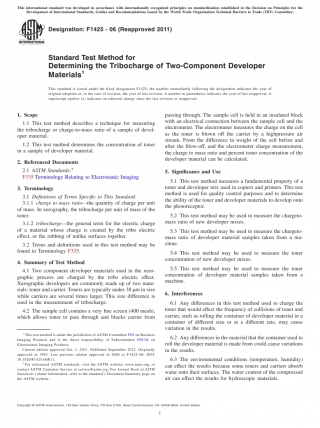 This international standard was developed in accordance with internationally recognized principles on standardization established in the Decision on Principles for the
Development of International Standards, Guides and Recommendations issued by the World Trade Organization Technical Barriers to Trade (TBT) Committee.
Designation: F1425 − 06 (Reapproved 2011)
INTERNATIONAL
Standard Test Method for
Determining the Tribocharge of Two-Component Developer
Materials¹
This standard is issued under the fixed designation F1425; the number immediately following the designation indicates the year of
original adoption or, in the case of revision, the year of last revision. A number in parentheses indicates the year of last reapproval. A
superscript epsilon (ε) indicates an editorial change since the last revision or reapproval.
1. Scope
1.1 This test method describes a technique for measuring
the tribocharge or charge-to-mass ratio of a sample of devel-
oper material.
1.2 This test method determines the concentration of toner
in a sample of developer material.
2. Referenced Documents
2.1 ASTM Standards:²
F335 Terminology Relating to Electrostatic Imaging
3. Terminology
3.1 Definitions of Terms Specific to This Standard:
3.1.1 charge to mass ratio—the quantity of charge per unit
of mass. In xerography, the tribocharge per unit of mass of the
toner.
3.1.2 tribocharge—the general term for the electric charge
of a material whose charge is created by the tribo electric
effect, or the rubbing of unlike surfaces together.
3.2 Terms and definitions used in this test method may be
found in Terminology F335.
4. Summary of Test Method
4.1 Two component developer materials used in the xero-
graphic process are charged by the tribo electric effect.
Xerographic developers are commonly made up of two mate-
rials: toner and carrier. Toners are typically under 38 µm in size
while carriers are several times larger. This size difference is
used in the measurement of tribocharge.
4.2 The sample cell contains a very fine screen (400 mesh),
which allows toner to pass through and blocks carrier from
passing through. The sample cell is held in an insulated block
with an electrical connection between the sample cell and the
electrometer. The electrometer measures the charge on the cell
as the toner is blown off the carrier by a highpressure air
stream. From the difference in weight of the cell before and
after the blow-off, and the electrometer charge measurement,
the charge to mass ratio and percent toner concentration of the
developer material can be calculated.
5. Significance and Use
5.1 This test method measures a fundamental property of a
toner and developer mix used in copiers and printers. This test
method is used for quality control purposes and to determine
the ability of the toner and developer materials to develop onto
the photoreceptor.
5.2 This test may be used to measure the chargeto-
mass ratio of new developer mixes.
5.3 This test method may be used to measure the chargeto-
mass ratio of developer material samples taken from a ma-
chine.
5.4 This test method may be used to measure the toner
concentration of new developer mixes.
5.5 This test method may be used to measure the toner
concentration of developer material samples taken from a
machine.
6. Interferences
6.1 Any differences in this test method used to charge the
toner that would affect the frequency of collisions of toner and
carrier, such as rolling the container of developer material in a
container of different size or at a different rate, may cause
variation in the results.
6.2 Any differences in the material that the container used to
roll the developer material is made from could cause variations
in the results.
6.3 The environmental conditions (temperature, humidity)
can affect the results because some toners and carriers absorb
water onto their surfaces. The water content of the compressed
air can affect the results for hydroscopic materials.
¹ This test method is under the jurisdiction of ASTM Committee F05 on Business
Imaging Products and is the direct responsibility of Subcommittee
Electrostatic Imaging Products.
Current edition approved Oct. 1, 2011. Published September 2011. Originally
approved in 1992. Last previous edition approved in 2006 as F1425–06. DOI:
10.1520/F1425-06R11.
² For referenced ASTM standards, visit the ASTM website, www.astm.org, or
contact ASTM Customer Service at service@astm.org. For Annual Book of ASTM
Standards volume information, refer to the standard's Document Summary page on
the ASTM website.
Copyright © ASTM International, 100 Barr Harbor Drive, PO Box C700, West Conshohocken, PA 19428-2959. United States
1